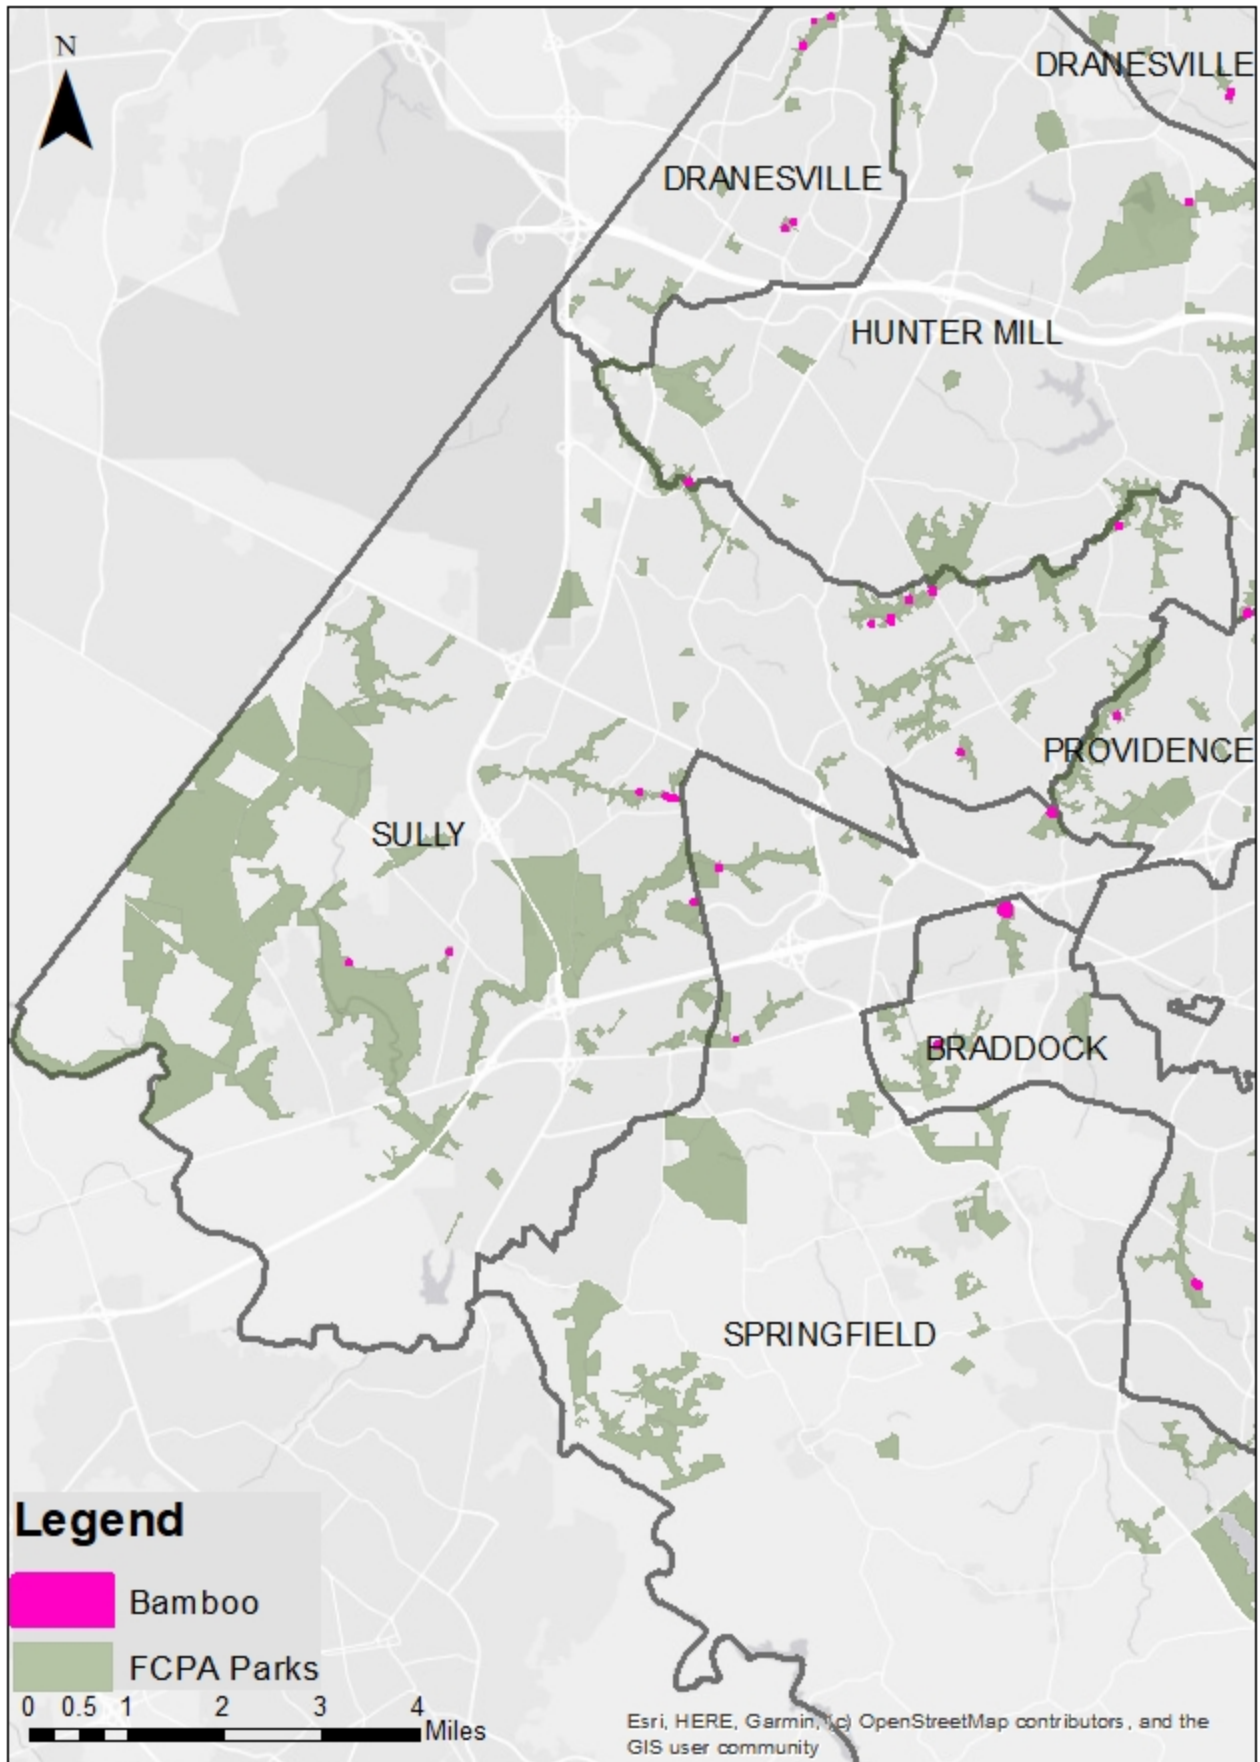 N
DRANESVILLE
DRANESVILLE
HUNTER MILL
PROVIDENCE
SULLY
BRADDOCK
SPRINGFIELD
Legend
Bamboo
FCPA Parks
0 0.5 1 2 3 4
Miles
Esri, HERE, Garmin, (c) OpenStreetMap contributors, and the
GIS user community